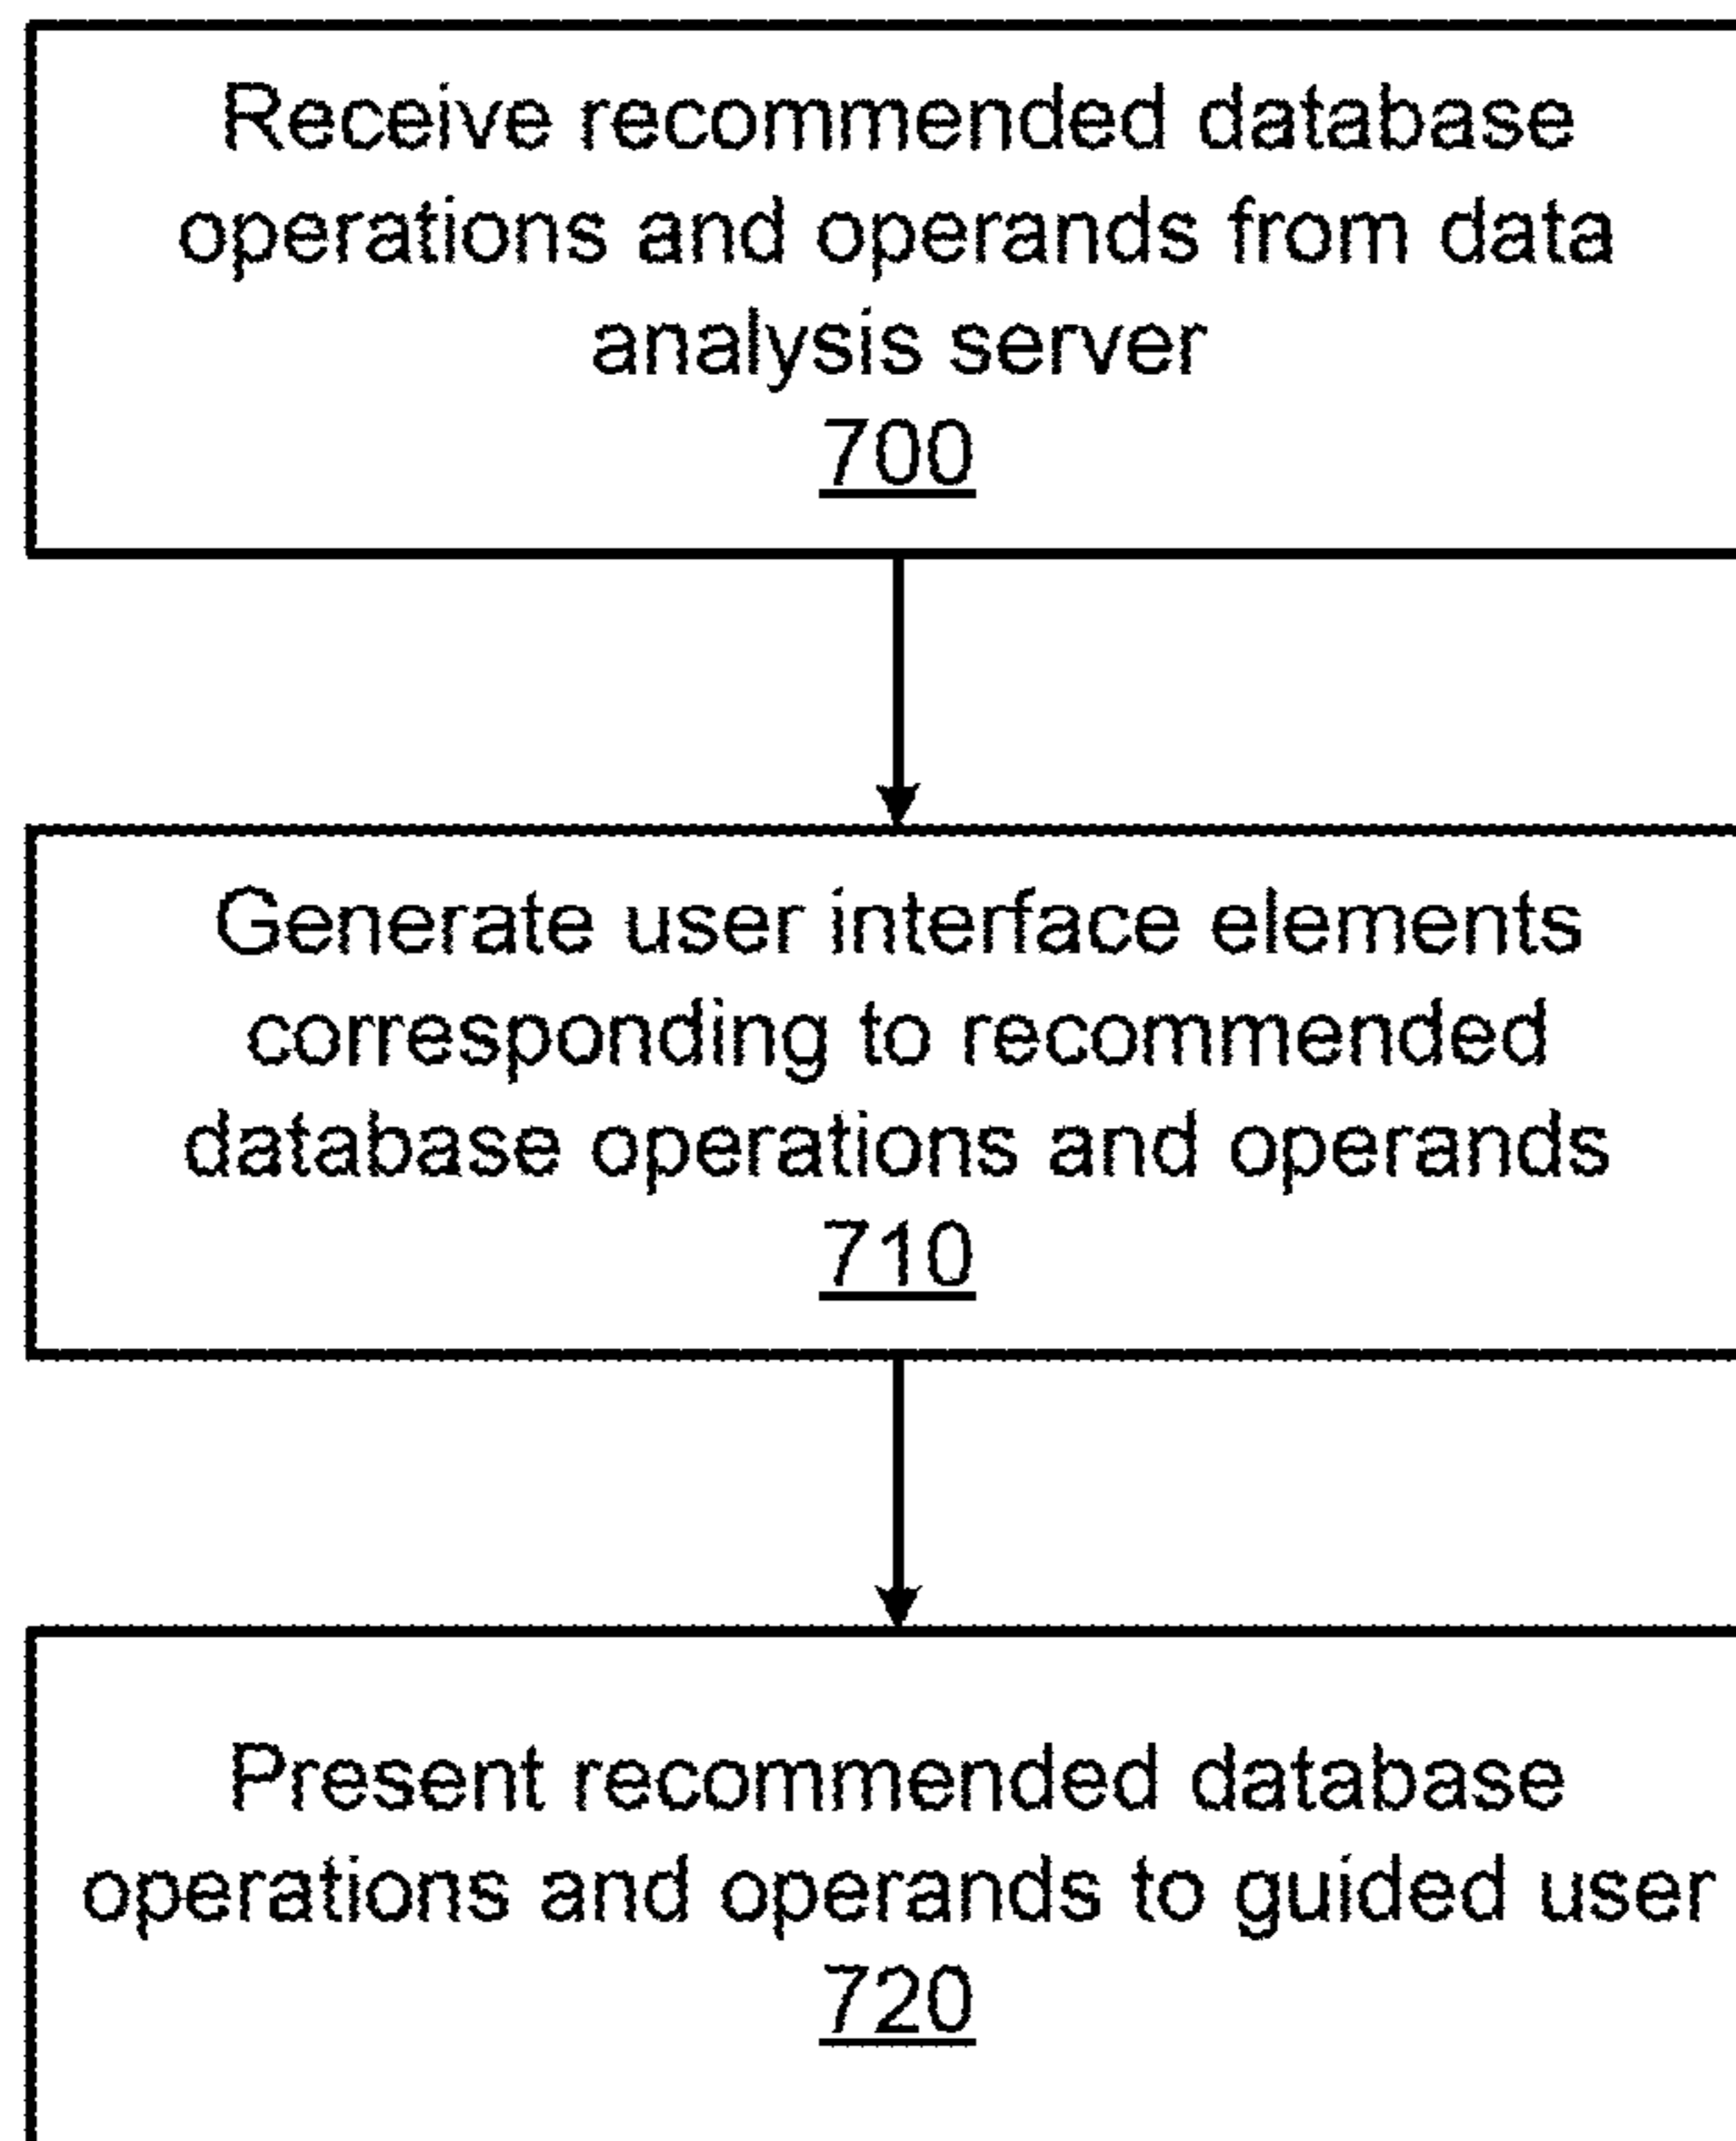 Receive recommended database
operations and operands from data
analysis server
700
Generate user interface elements
corresponding to recommended
database operations and operands
710
Present recommended database
operations and operands to guided user
720